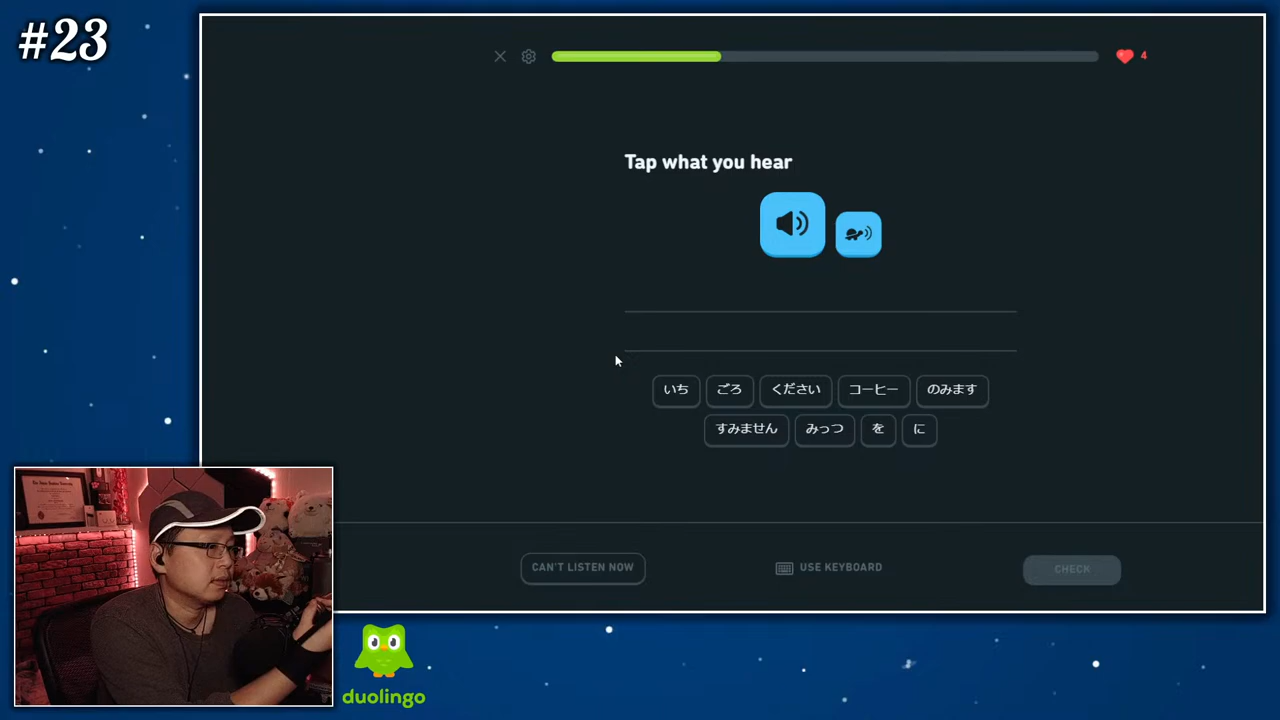 #23
4
Tap what you hear
いち ごろ ください コーヒー のみます
すみません みっつ を に
CAN'T LISTEN NOW
USE KEYBOARD
CHECK
duolingo